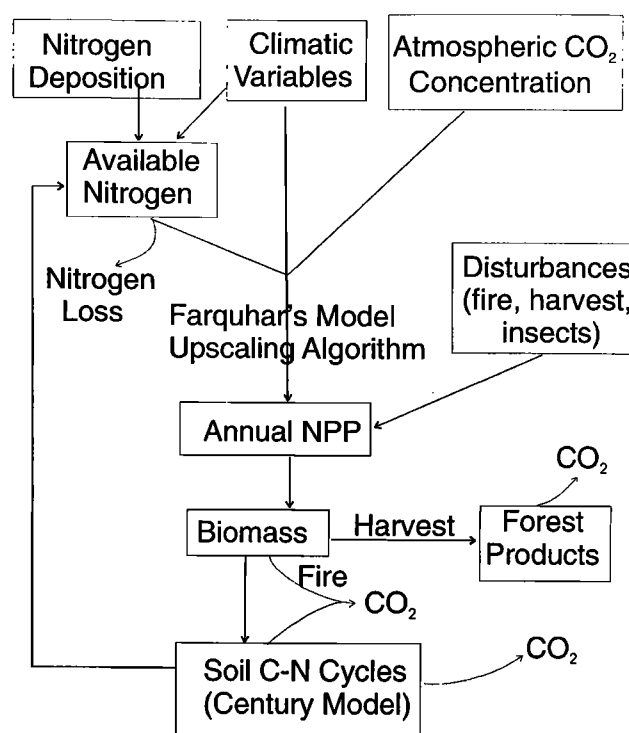 Nitrogen
Deposition
Climatic
Variables
Atmospheric CO₂
Concentration
Available
Nitrogen
Nitrogen
Loss
Disturbances
(fire, harvest,
insects)
Farquhar's Model
Upscaling Algorithm
Annual NPP
CO₂
Biomass
Harvest
Forest
Products
Fire
CO₂
CO₂
Soil C-N Cycles
(Century Model)